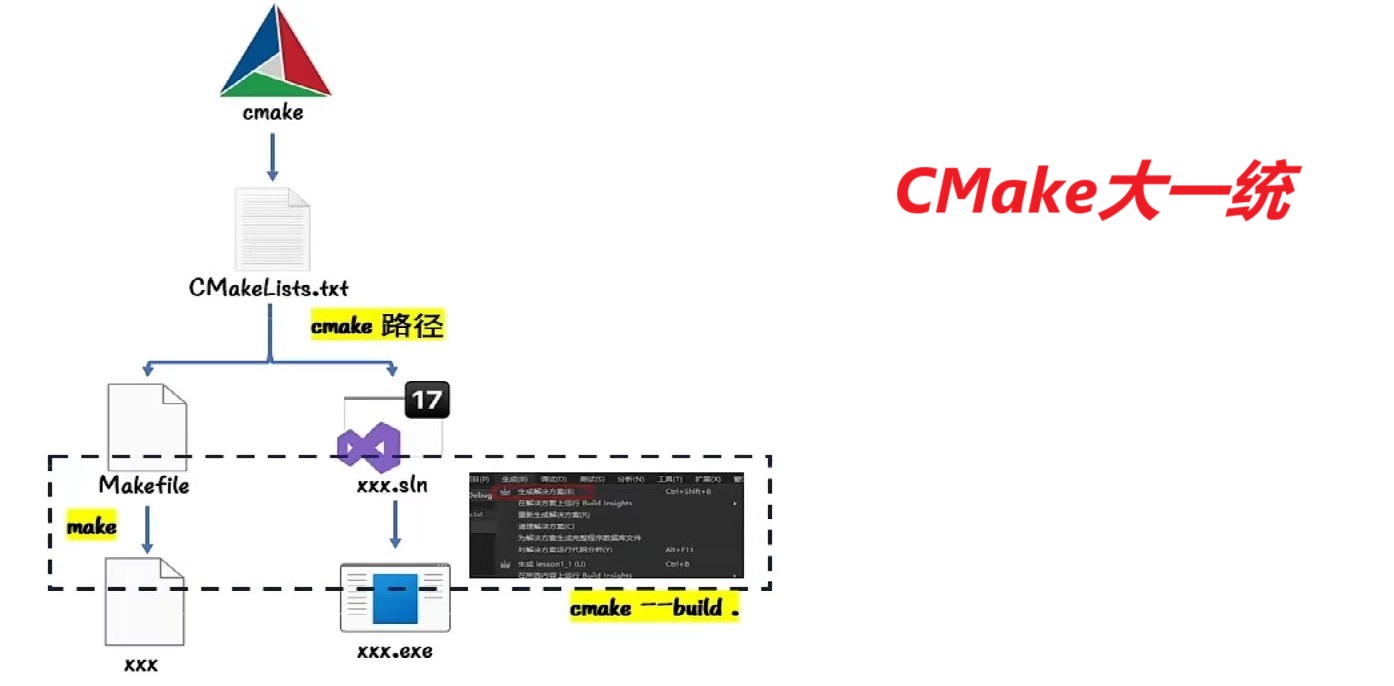 cmake
CMake大一统
CMakeLists.txt
cmake 路径
17
Makefile
xxx.sln
make
生成(B) 调试(D) 测试(S) 分析(N) 工具(T) 扩展(X)
Debug
生成解决方案(B) Ctrl+Shift+B
在解决方案上运行 Build Insights
重新生成解决方案(R)
清理解决方案(C)
为解决方案生成完整程序数据库文件
对解决方案运行代码分析(Y) Alt+F11
生成 lesson1_1 (U) Ctrl+B
在所选内容上运行 Build Insights
cmake --build .
xxx
xxx.exe